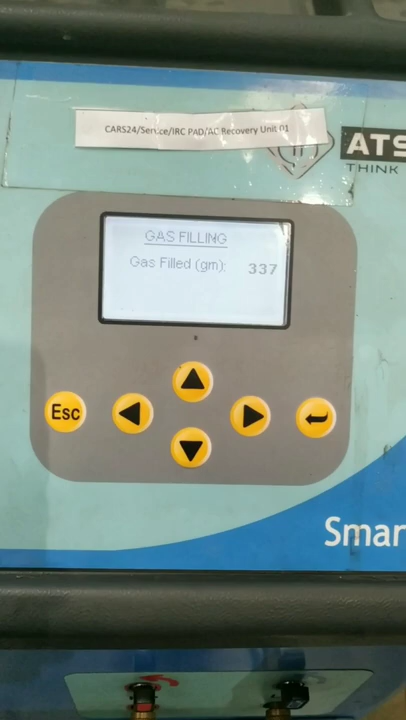 CARS24/Service/IRC PAD/AC Recovery Unit 01
ATS
THINK
GAS FILLING
Gas Filled (gm): 337
Esc
Smar